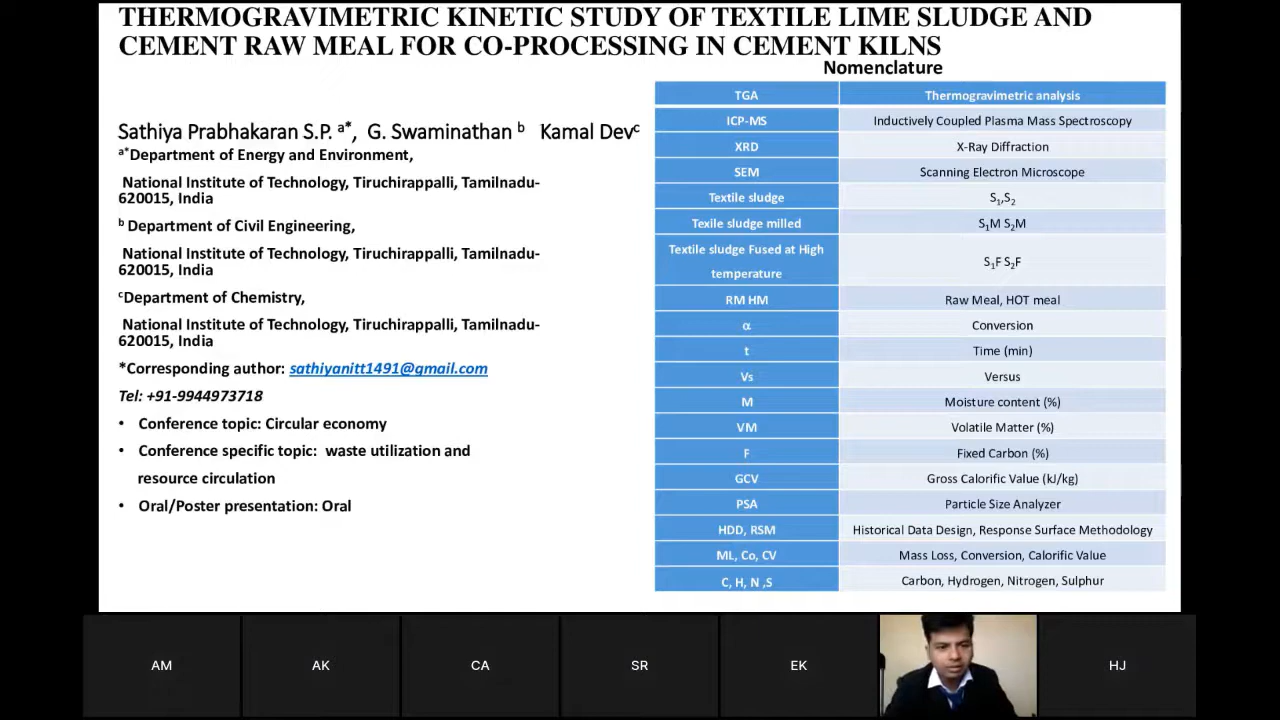 THERMOGRAVIMETRIC KINETIC STUDY OF TEXTILE LIME SLUDGE AND
CEMENT RAW MEAL FOR CO-PROCESSING IN CEMENT KILNS
Sathiya Prabhakaran S.P. a*, G. Swaminathan b Kamal Devc
a*Department of Energy and Environment,
National Institute of Technology, Tiruchirappalli, Tamilnadu-
620015, India
b Department of Civil Engineering,
National Institute of Technology, Tiruchirappalli, Tamilnadu-
620015, India
cDepartment of Chemistry,
National Institute of Technology, Tiruchirappalli, Tamilnadu-
620015, India
*Corresponding author: sathiyanitt1491@gmail.com
Tel: +91-9944973718
• Conference topic: Circular economy
• Conference specific topic: waste utilization and
resource circulation
• Oral/Poster presentation: Oral
Nomenclature
TGA Thermogravimetric analysis
ICP-MS Inductively Coupled Plasma Mass Spectroscopy
XRD X-Ray Diffraction
SEM Scanning Electron Microscope
Textile sludge S1,S2
Texile sludge milled S1M S2M
Textile sludge Fused at High
temperature S1F S2F
RM HM Raw Meal, HOT meal
α Conversion
t Time (min)
Vs Versus
M Moisture content (%)
VM Volatile Matter (%)
F Fixed Carbon (%)
GCV Gross Calorific Value (kJ/kg)
PSA Particle Size Analyzer
HDD, RSM Historical Data Design, Response Surface Methodology
ML, Co, CV Mass Loss, Conversion, Calorific Value
C, H, N ,S Carbon, Hydrogen, Nitrogen, Sulphur
AM AK CA SR EK HJ